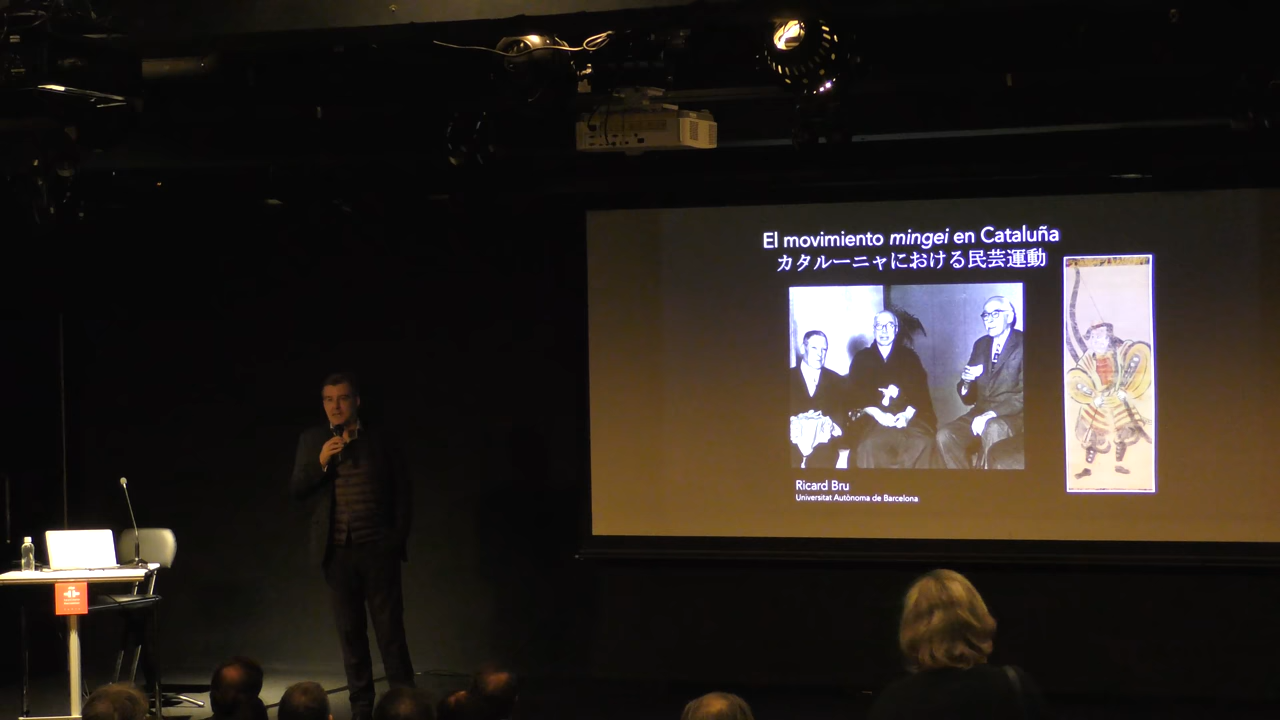 El movimiento mingei en Cataluña
カタルーニャにおける民芸運動
Ricard Bru
Universitat Autònoma de Barcelona